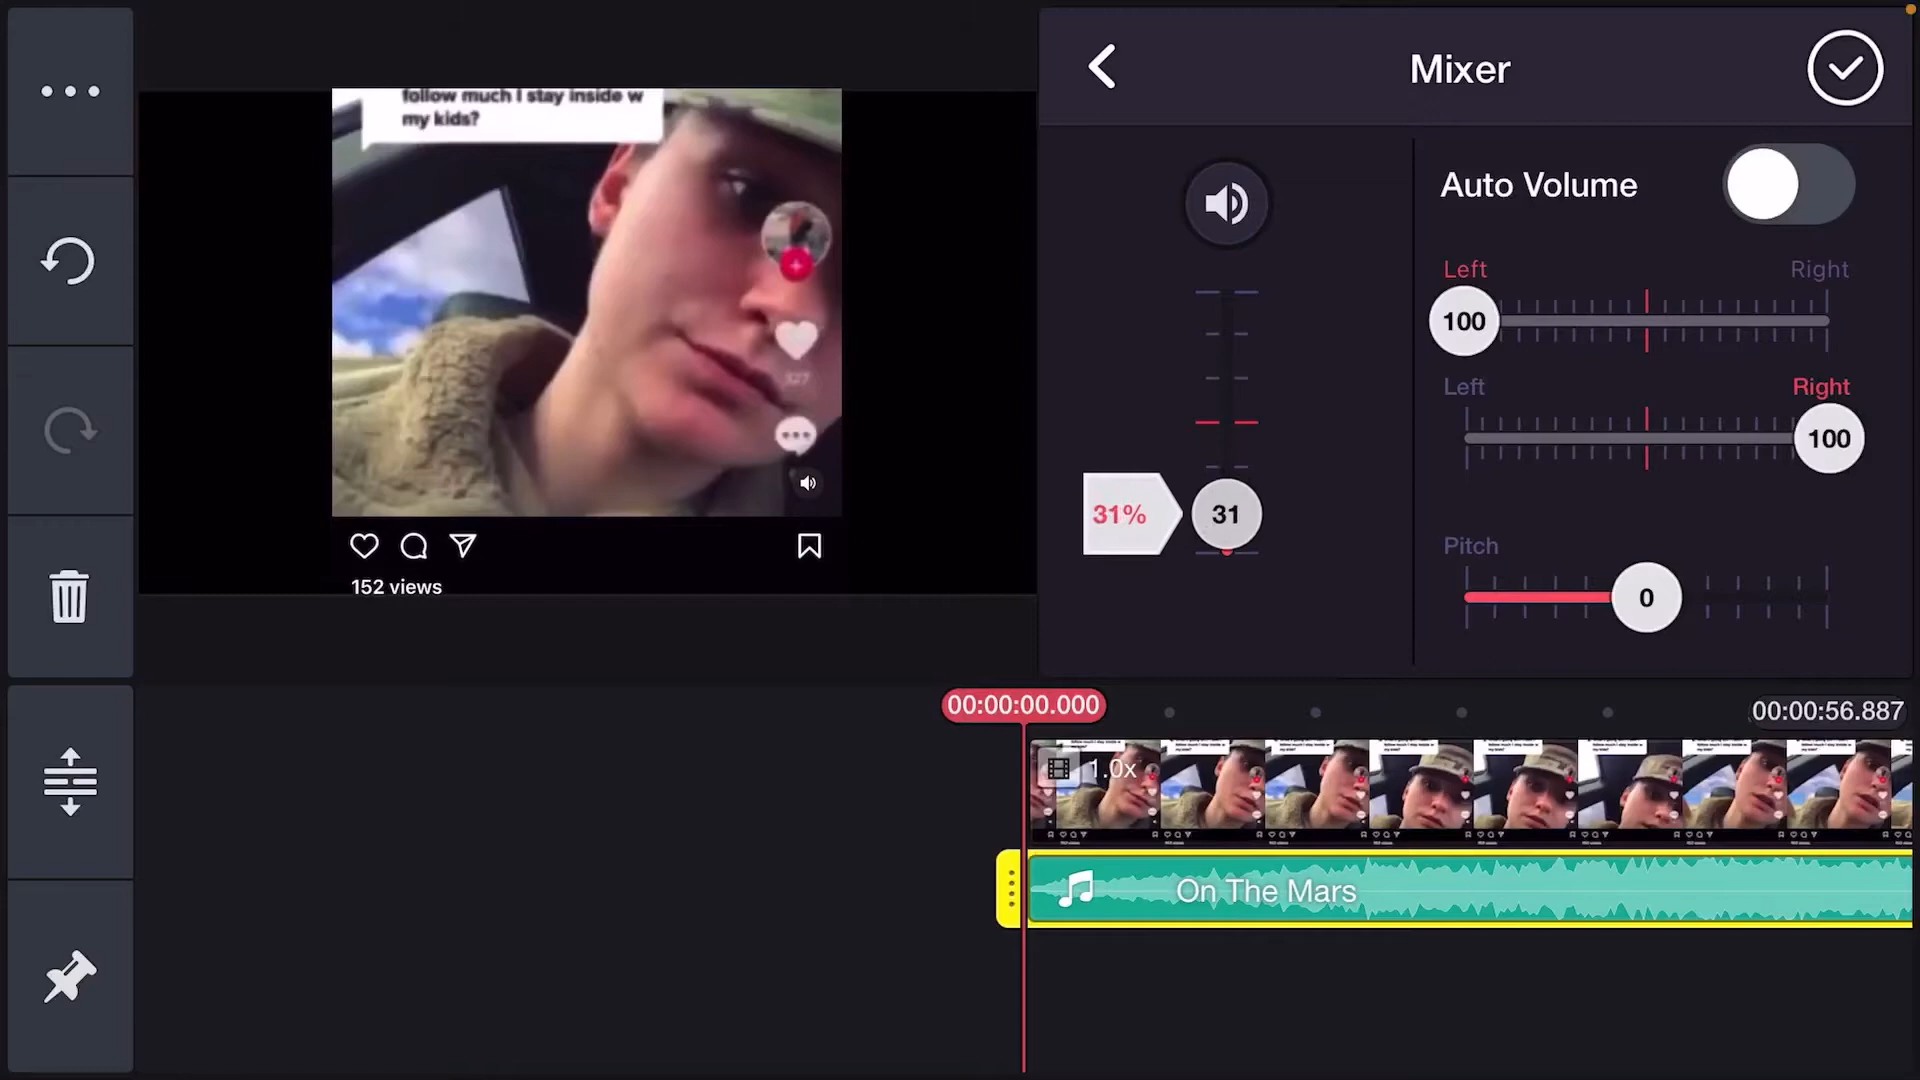 follow much I stay inside w
my kids?
327
152 views
Mixer
Auto Volume
Left
Right
100
Left
Right
100
31%
31
Pitch
0
00:00:00.000
00:00:56.887
1.0x
On The Mars